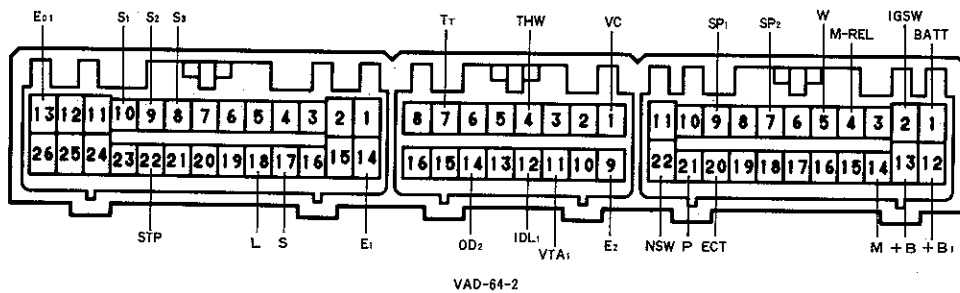 E01 S1 S2 S3 TT THW VC SP1 SP2 W M-REL IGSW BATT
13 12 11 10 9 8 7 6 5 4 3 2 1
26 25 24 23 22 21 20 19 18 17 16 15 14
8 7 6 5 4 3 2 1
16 15 14 13 12 11 10 9
11 10 9 8 7 6 5 4 3 2 1
22 21 20 19 18 17 16 15 14 13 12
STP L S E1 OD2 IDL1 VTA1 E2 NSW P ECT M +B +B1
VAD-64-2